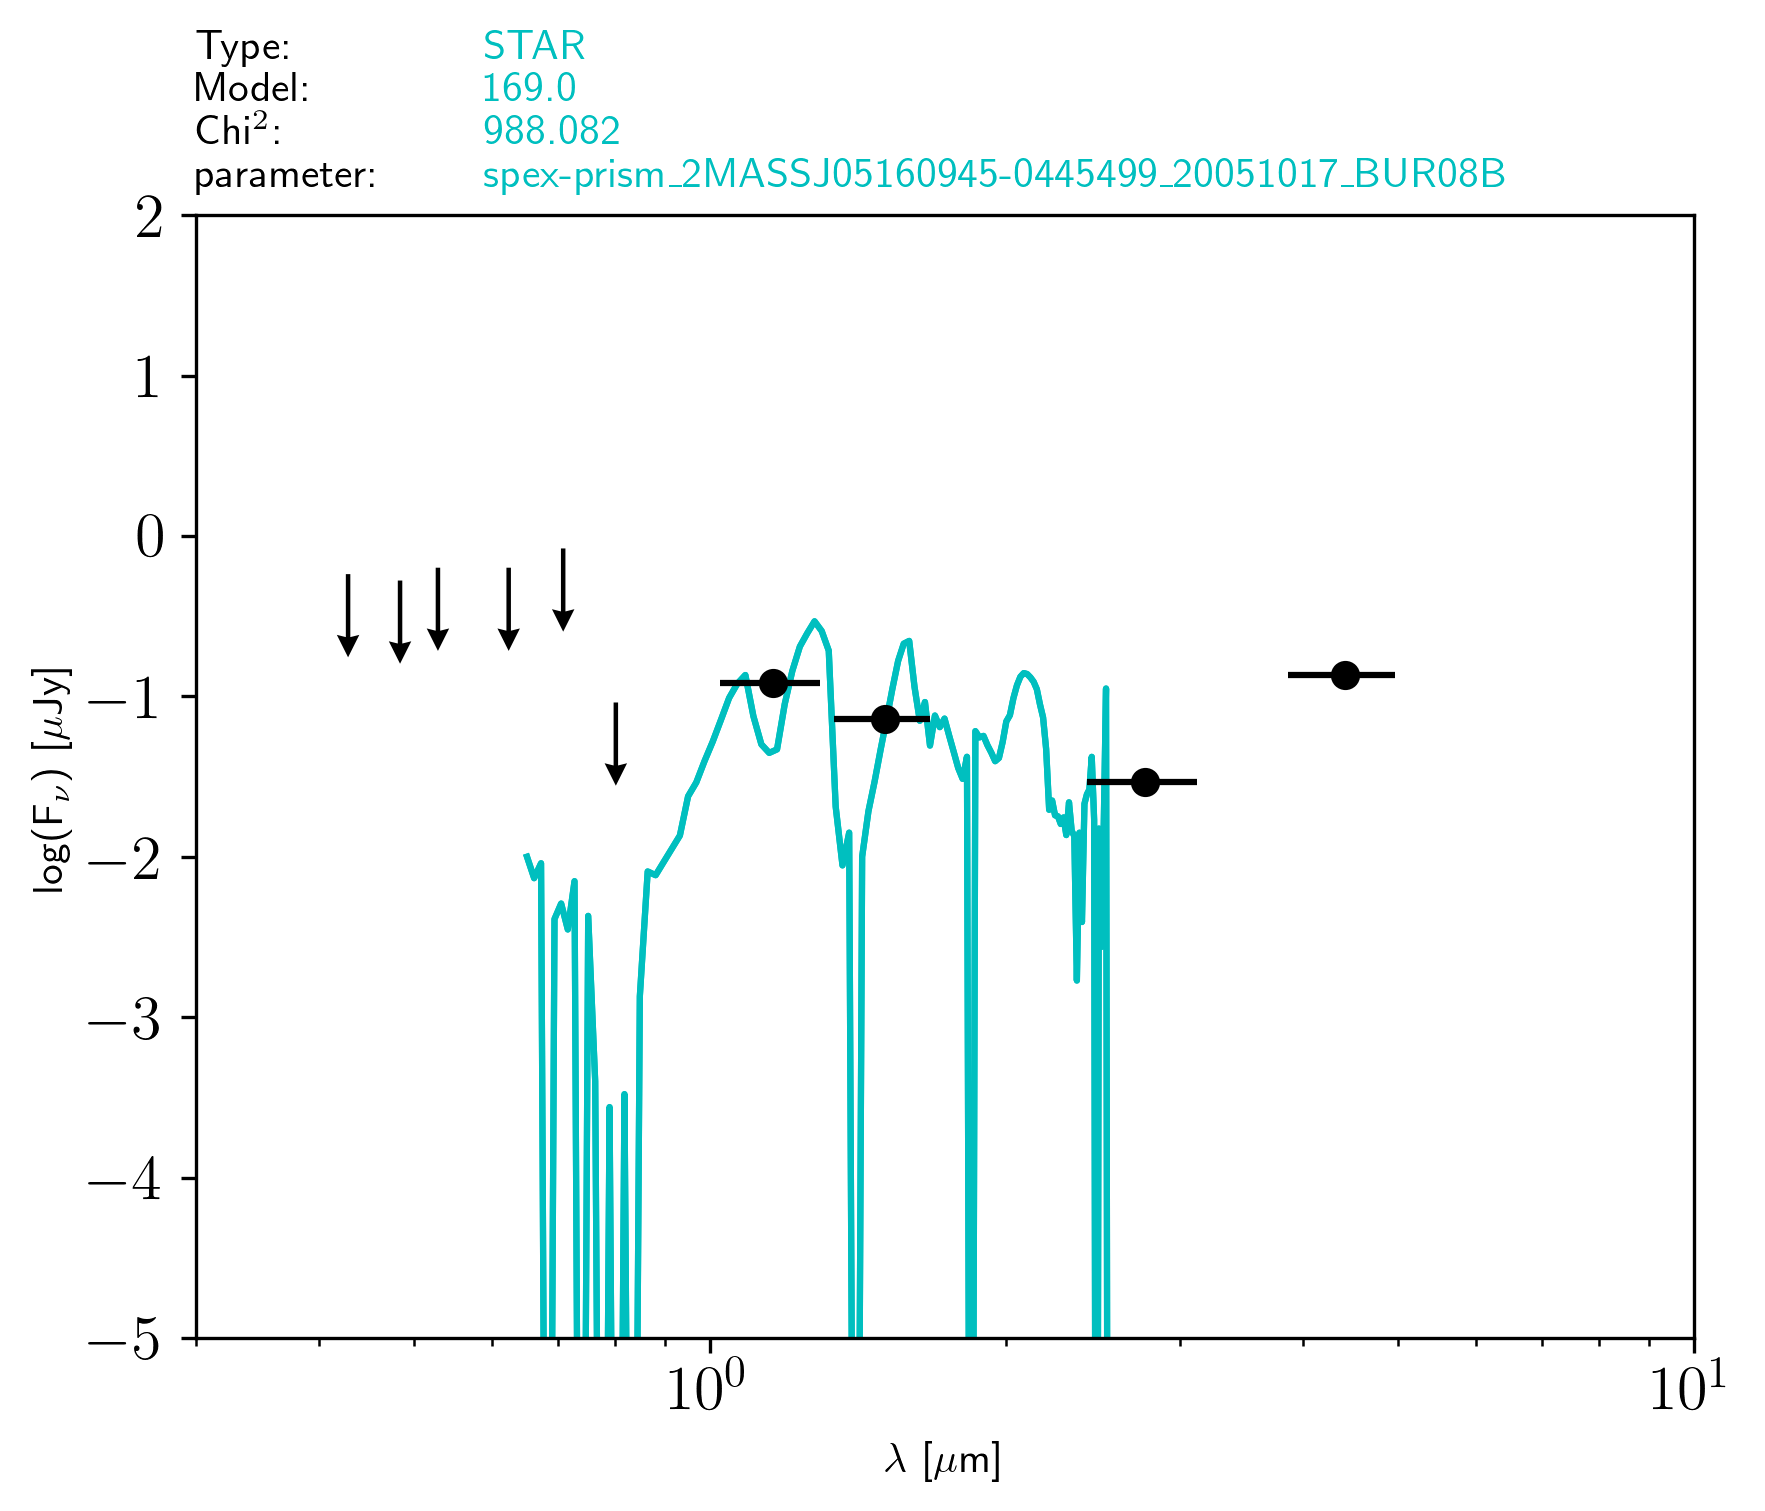 Type: STAR
Model: 169.0
Chi²: 988.082
parameter: spex-prism_2MASSJ05160945-0445499_20051017_BUR08B
2
1
0
−1
−2
−3
−4
−5
log(Fν) [μJy]
10⁰
10¹
λ [μm]